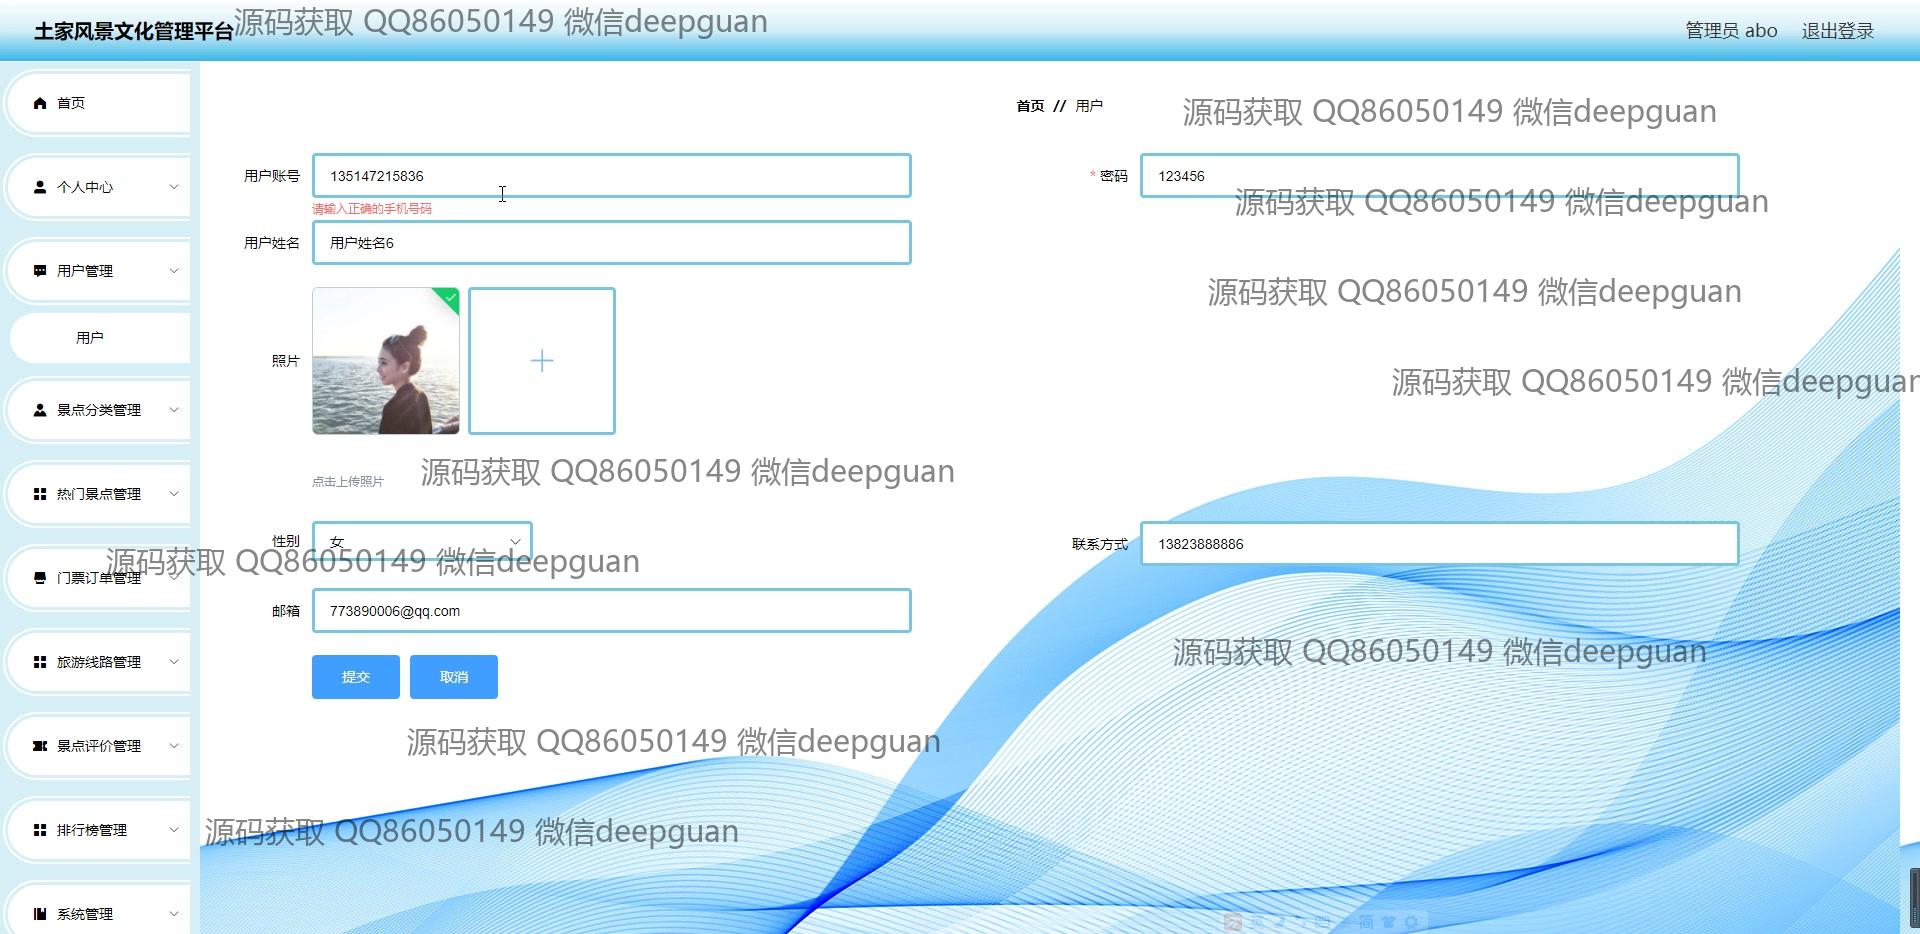 土家风景文化管理平台
源码获取 QQ86050149 微信deepguan
管理员 abo
退出登录
首页
首页 // 用户
源码获取 QQ86050149 微信deepguan
个人中心
用户账号
135147215836
* 密码
123456
请输入正确的手机号码
源码获取 QQ86050149 微信deepguan
用户姓名
用户姓名6
用户管理
源码获取 QQ86050149 微信deepguan
用户
照片
源码获取 QQ86050149 微信deepguan
景点分类管理
点击上传照片
源码获取 QQ86050149 微信deepguan
热门景点管理
性别
女
联系方式
13823888886
源码获取 QQ86050149 微信deepguan
门票订单管理
邮箱
773890006@qq.com
源码获取 QQ86050149 微信deepguan
旅游线路管理
提交
取消
源码获取 QQ86050149 微信deepguan
景点评价管理
源码获取 QQ86050149 微信deepguan
排行榜管理
系统管理
英
简